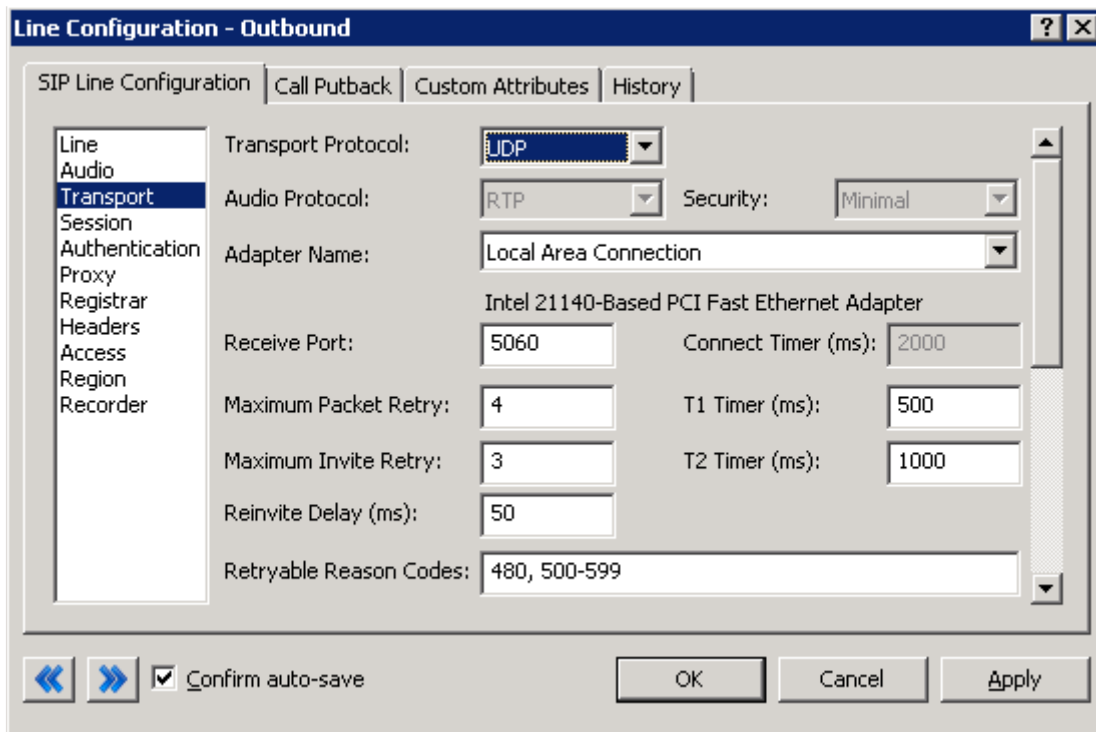 Line Configuration - Outbound
SIP Line Configuration
Call Putback
Custom Attributes
History
Line
Audio
Transport
Session
Authentication
Proxy
Registrar
Headers
Access
Region
Recorder
Transport Protocol: UDP
Audio Protocol: RTP Security: Minimal
Adapter Name: Local Area Connection
Intel 21140-Based PCI Fast Ethernet Adapter
Receive Port: 5060 Connect Timer (ms): 2000
Maximum Packet Retry: 4 T1 Timer (ms): 500
Maximum Invite Retry: 3 T2 Timer (ms): 1000
Reinvite Delay (ms): 50
Retryable Reason Codes: 480, 500-599
Confirm auto-save
OK
Cancel
Apply